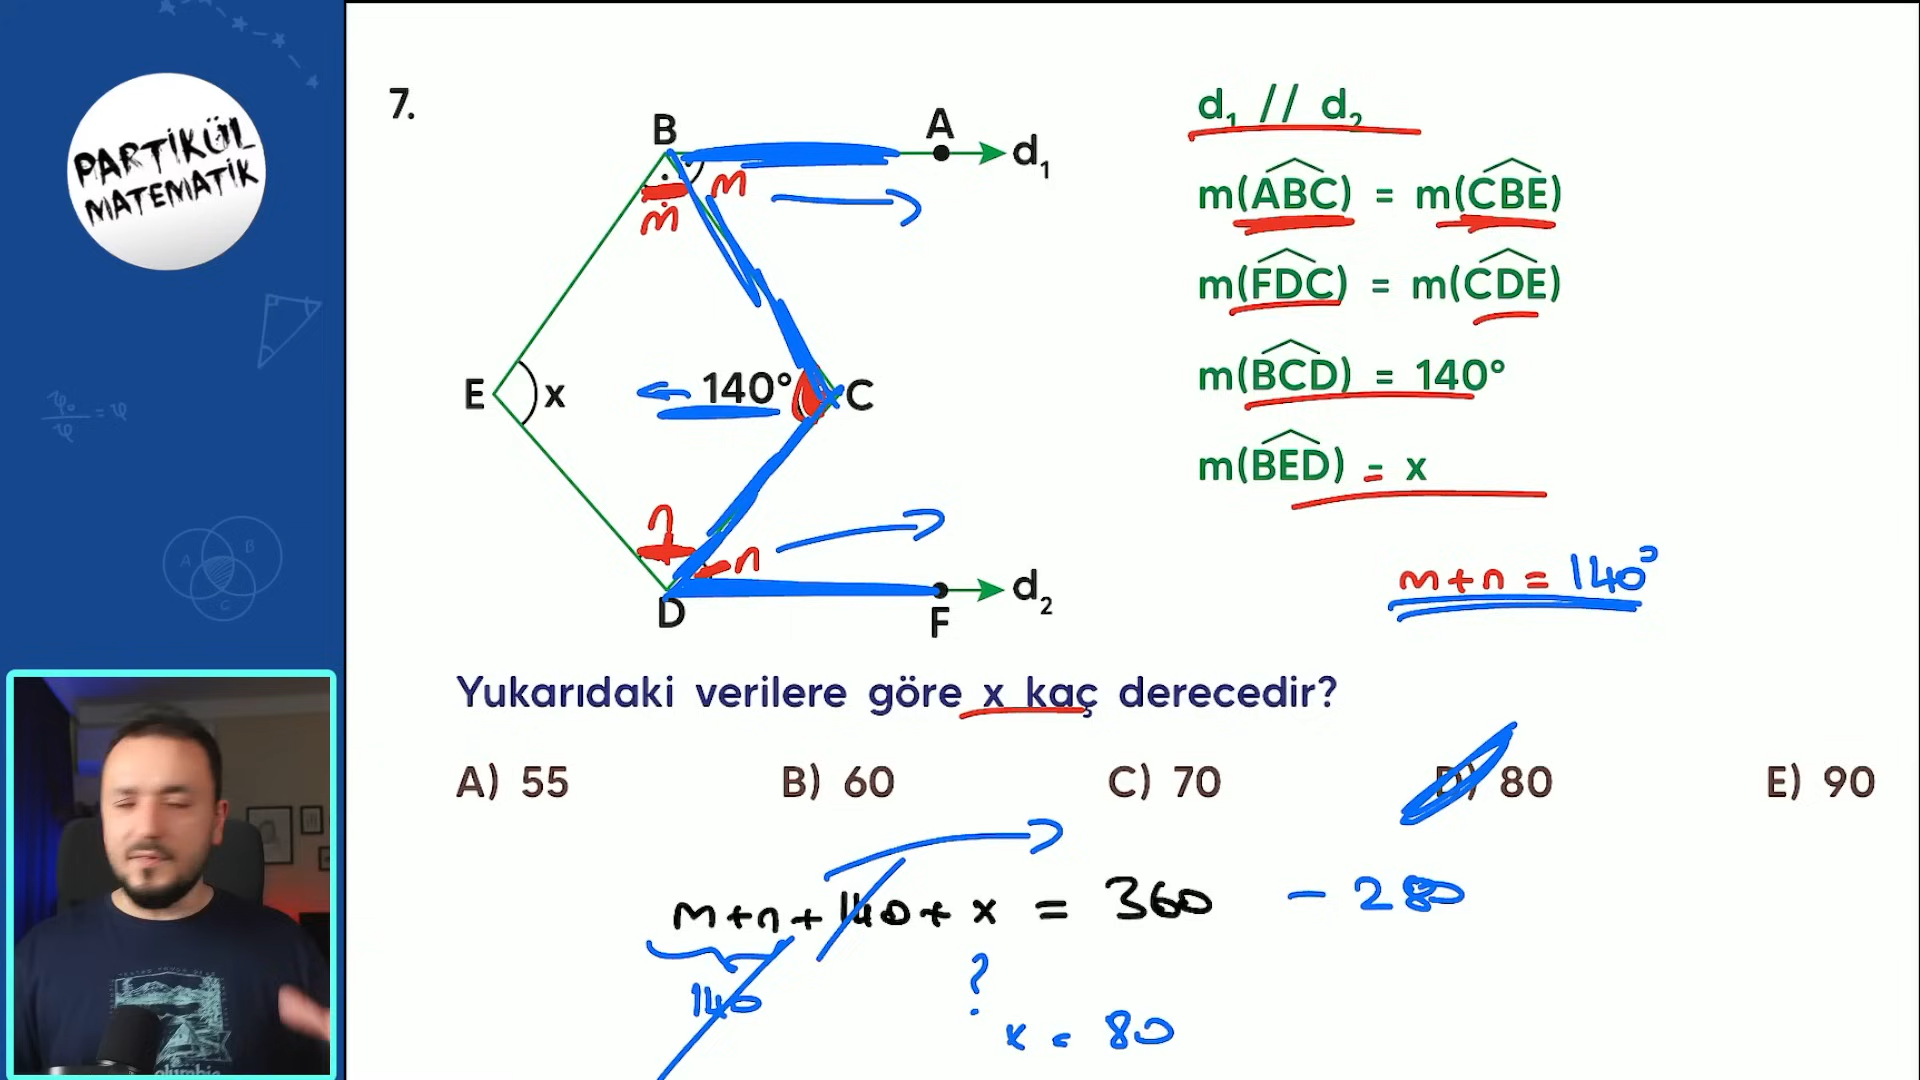 PARTİKÜL
MATEMATİK
7.
B
A
d₁
m
ṁ
E
x
140°
C
n
n
D
F
d₂
d₁ // d₂
m(ABC) = m(CBE)
m(FDC) = m(CDE)
m(BCD) = 140°
m(BED) = x
m+n = 140°
Yukarıdaki verilere göre x kaç derecedir?
A) 55 B) 60 C) 70 D) 80 E) 90
m+n+140+x = 360 - 280
140
?
x = 80
A
B
C